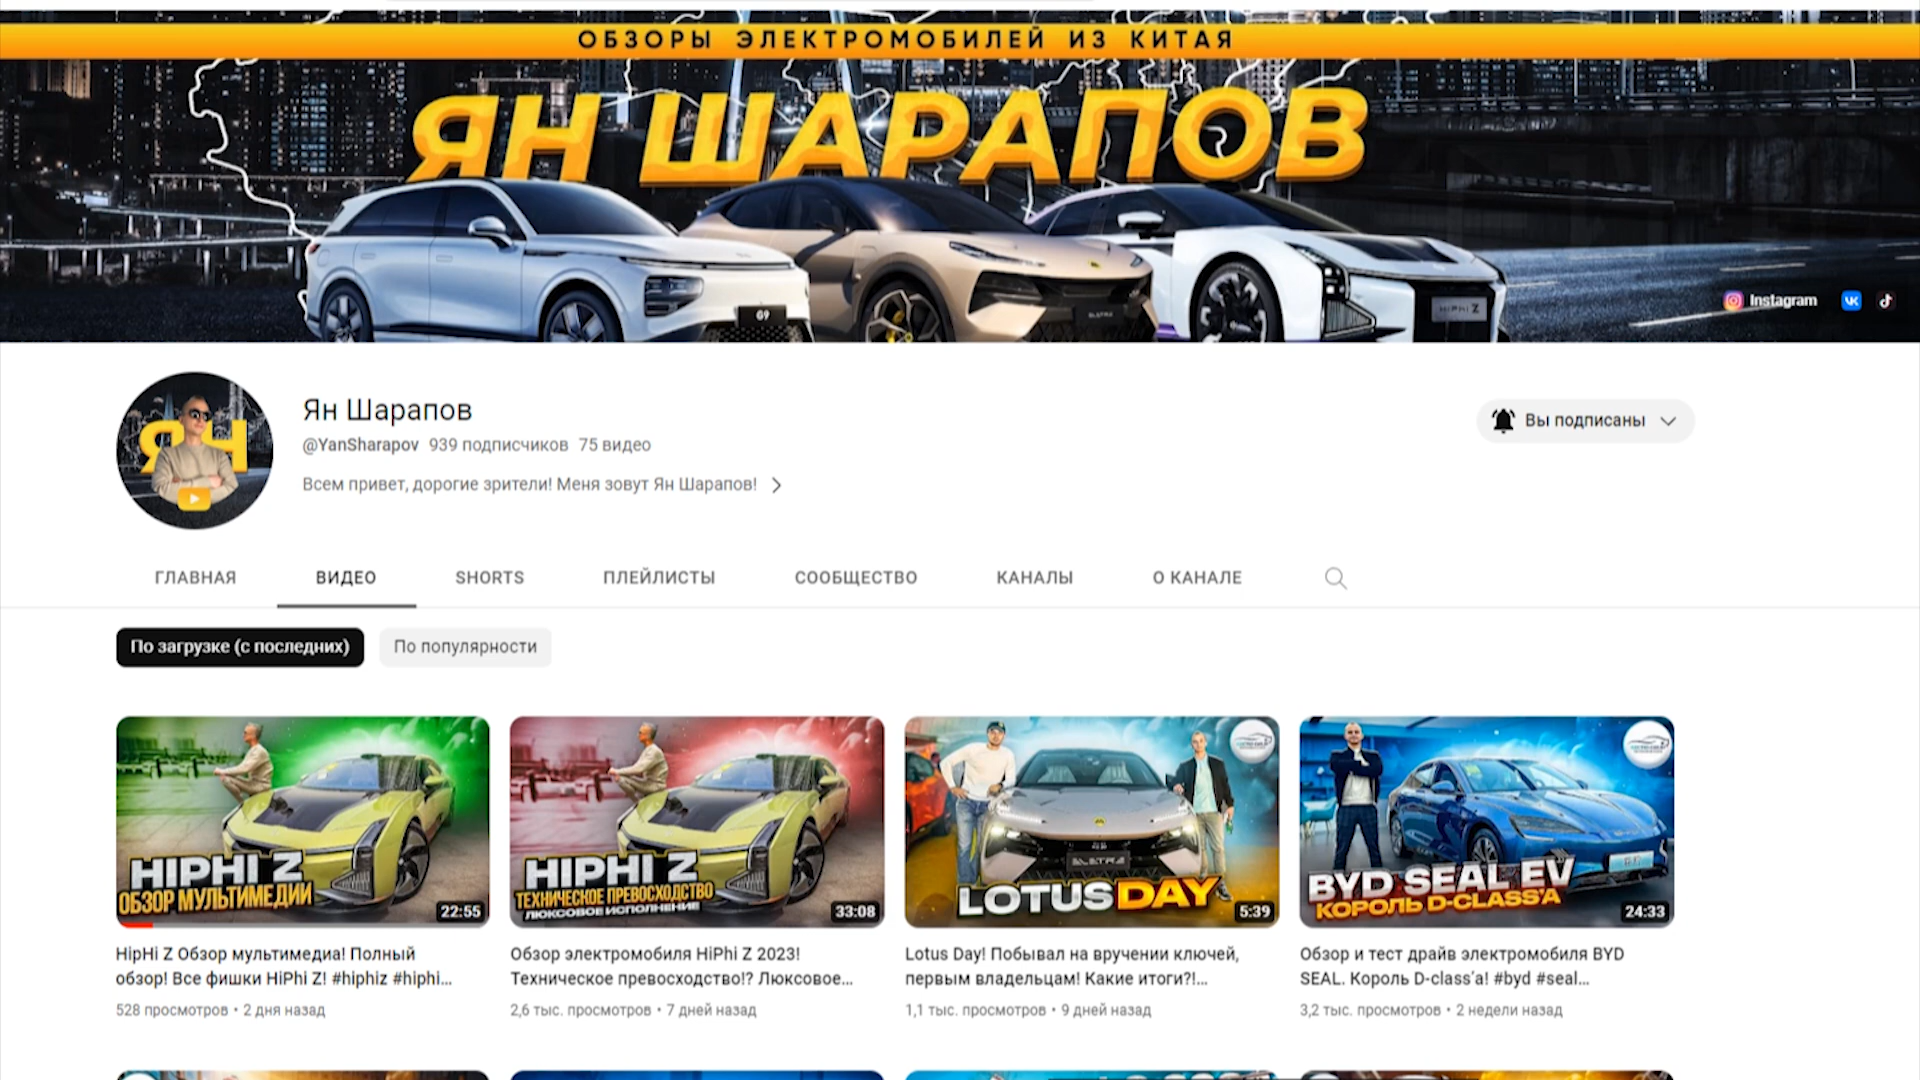 ОБЗОРЫ ЭЛЕКТРОМОБИЛЕЙ ИЗ КИТАЯ
ЯН ШАРАПОВ
G9
ELETRA
HIPHI Z
Instagram
ЯН
Ян Шарапов
@YanSharapov 939 подписчиков 75 видео
Всем привет, дорогие зрители! Меня зовут Ян Шарапов!
Вы подписаны
ГЛАВНАЯ ВИДЕО SHORTS ПЛЕЙЛИСТЫ СООБЩЕСТВО КАНАЛЫ О КАНАЛЕ
По загрузке (с последних) По популярности
HIPHI Z
ОБЗОР МУЛЬТИМЕДИИ
22:55
HIPHI Z
ТЕХНИЧЕСКОЕ ПРЕВОСХОДСТВО
ЛЮКСОВОЕ ИСПОЛНЕНИЕ
33:08
ELETRA
LOTUS DAY
5:39
BYD SEAL EV
КОРОЛЬ D-CLASS'А
24:33
HipHi Z Обзор мультимедиа! Полный
обзор! Все фишки HiPhi Z! #hiphiz #hiphi...
528 просмотров • 2 дня назад
Обзор электромобиля HiPhi Z 2023!
Техническое превосходство!? Люксовое...
2,6 тыс. просмотров • 7 дней назад
Lotus Day! Побывал на вручении ключей,
первым владельцам! Какие итоги?!...
1,1 тыс. просмотров • 9 дней назад
Обзор и тест драйв электромобиля BYD
SEAL. Король D-class'a! #byd #seal...
3,2 тыс. просмотров • 2 недели назад